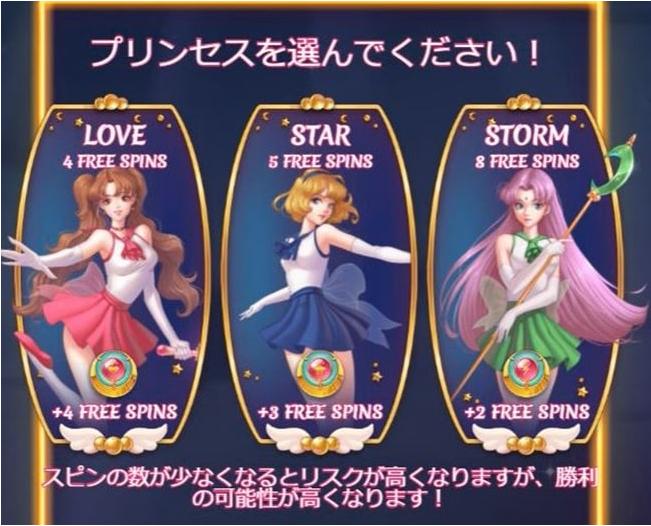 プリンセスを選んでください！
LOVE
4 FREE SPINS
+4 FREE SPINS
STAR
5 FREE SPINS
+3 FREE SPINS
STORM
8 FREE SPINS
+2 FREE SPINS
スピンの数が少なくなるとリスクが高くなりますが、勝利
の可能性が高くなります！